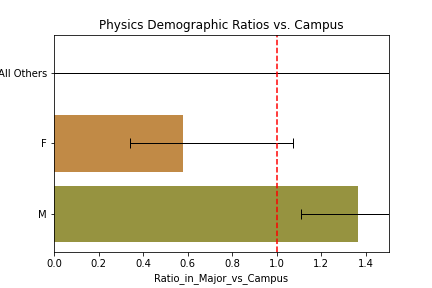 Physics Demographic Ratios vs. Campus
All Others
F
M
0.0 0.2 0.4 0.6 0.8 1.0 1.2 1.4
Ratio_in_Major_vs_Campus